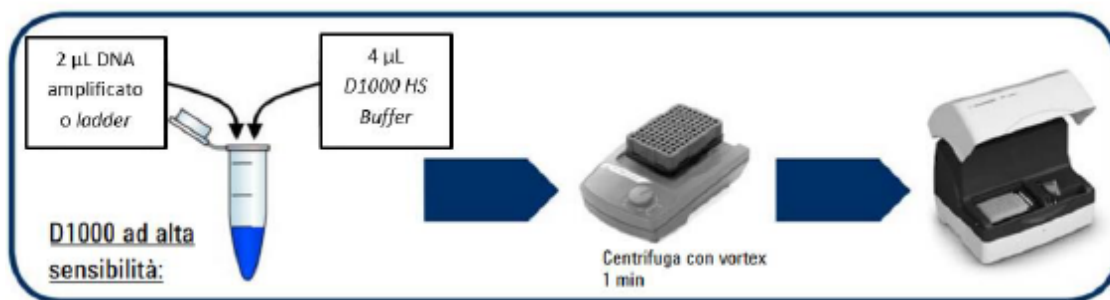 2 µL DNA
amplificato
o ladder
4 µL
D1000 HS
Buffer
D1000 ad alta
sensibilità:
Centrifuga con vortex
1 min